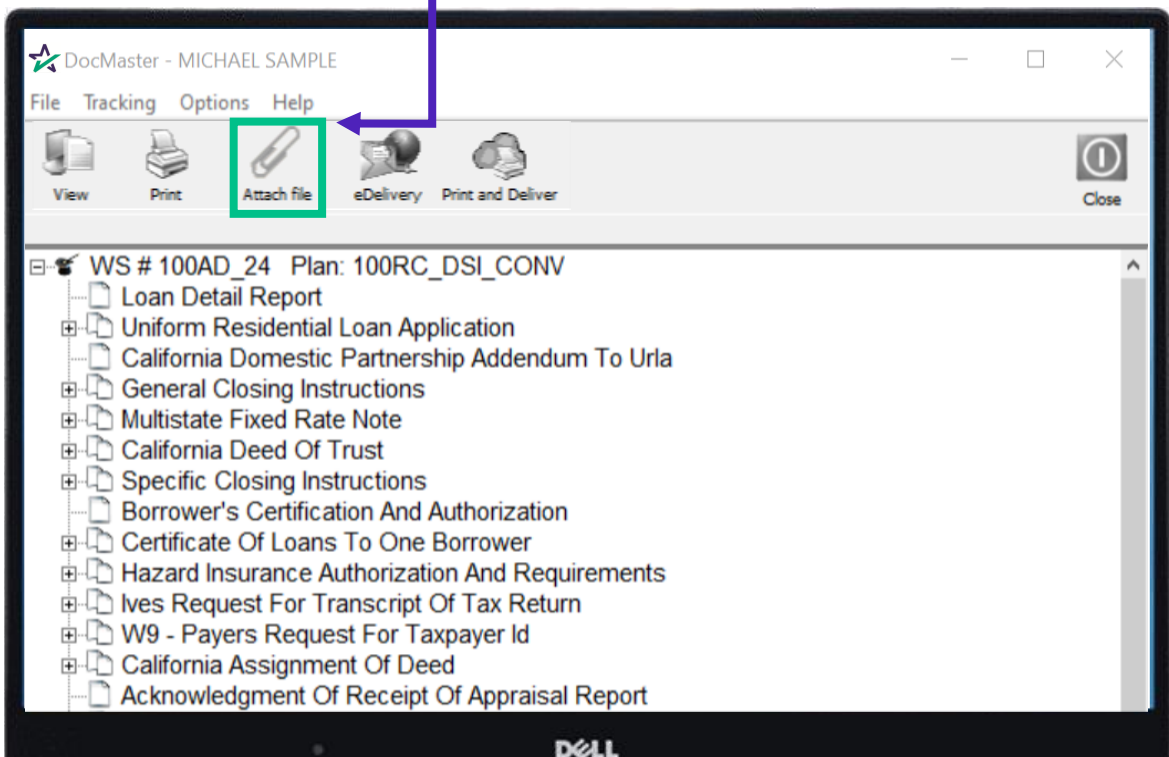 DocMaster - MICHAEL SAMPLE
File Tracking Options Help
View Print Attach file eDelivery Print and Deliver Close
WS # 100AD_24 Plan: 100RC_DSI_CONV
Loan Detail Report
Uniform Residential Loan Application
California Domestic Partnership Addendum To Urla
General Closing Instructions
Multistate Fixed Rate Note
California Deed Of Trust
Specific Closing Instructions
Borrower's Certification And Authorization
Certificate Of Loans To One Borrower
Hazard Insurance Authorization And Requirements
Ives Request For Transcript Of Tax Return
W9 - Payers Request For Taxpayer Id
California Assignment Of Deed
Acknowledgment Of Receipt Of Appraisal Report
DELL